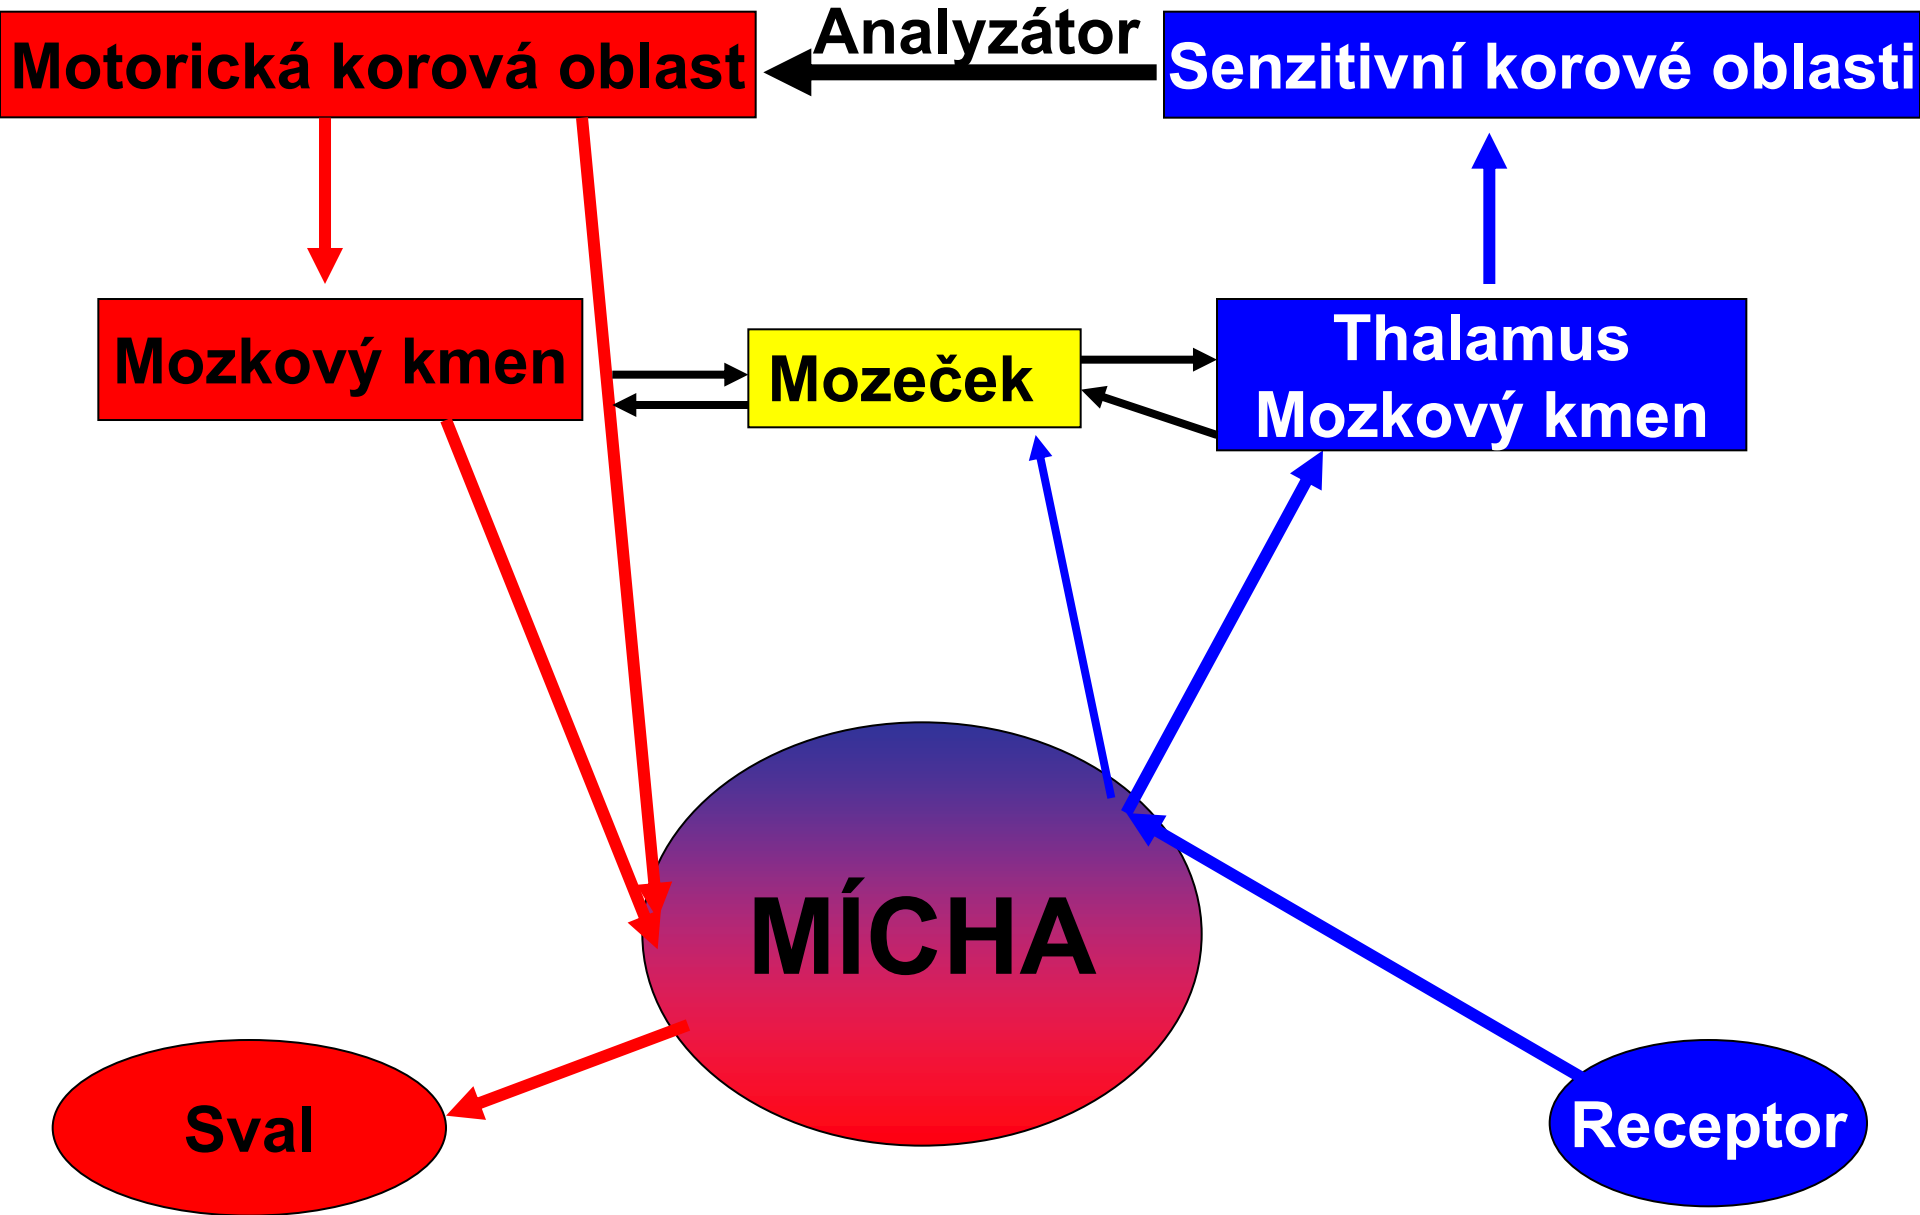 Analyzátor
Motorická korová oblast
Senzitivní korové oblasti
Mozkový kmen
Mozeček
Thalamus
Mozkový kmen
MÍCHA
Sval
Receptor